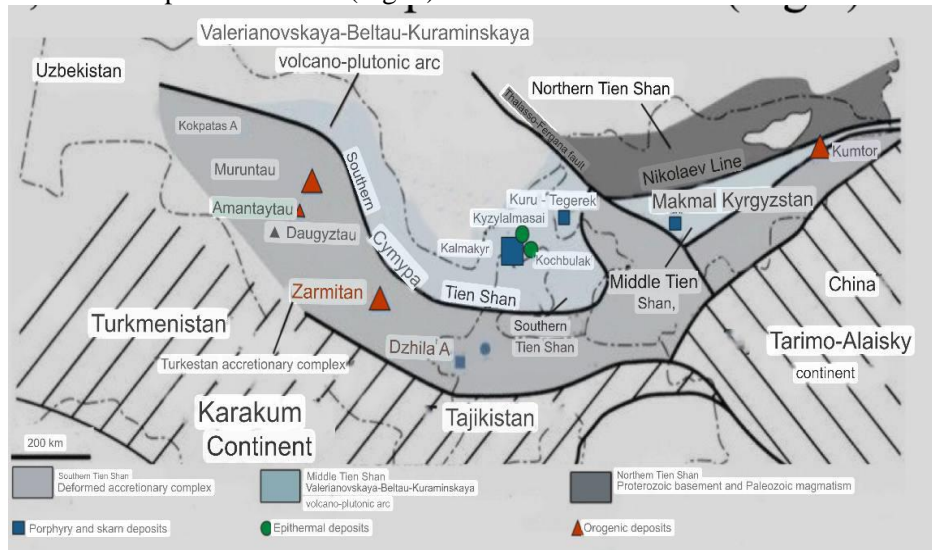 Valerianovskaya-Beltau-Kuraminskaya
volcano-plutonic arc
Uzbekistan
Northern Tien Shan
Thalasso-Fergana fault
Kokpatas A
Nikolaev Line
Kumtor,
Muruntau
Southern
Kuru - Tegerek
Makmal Kyrgyzstan
Amantaytau
Kyzylalmasai
Daugyztau
Cymypa
Kalmakyr
Kochbulak
Middle Tien
Shan,
China
Zarmitan
Tien Shan
Turkmenistan
Southern
Tien Shan
Tarimo-Alaisky
continent
Dzhila'A
Turkestan accretionary complex
Karakum
Continent
Tajikistan
200 km
Southern Tien Shan
Deformed accretionary complex
Middle Tien Shan
Valerianovskaya-Beltau-Kuraminskaya
volcano-plutonic arc
Northern Tien Shan
Proterozoic basement and Paleozoic magmatism
Porphyry and skarn deposits
Epithermal deposits
Orogenic deposits